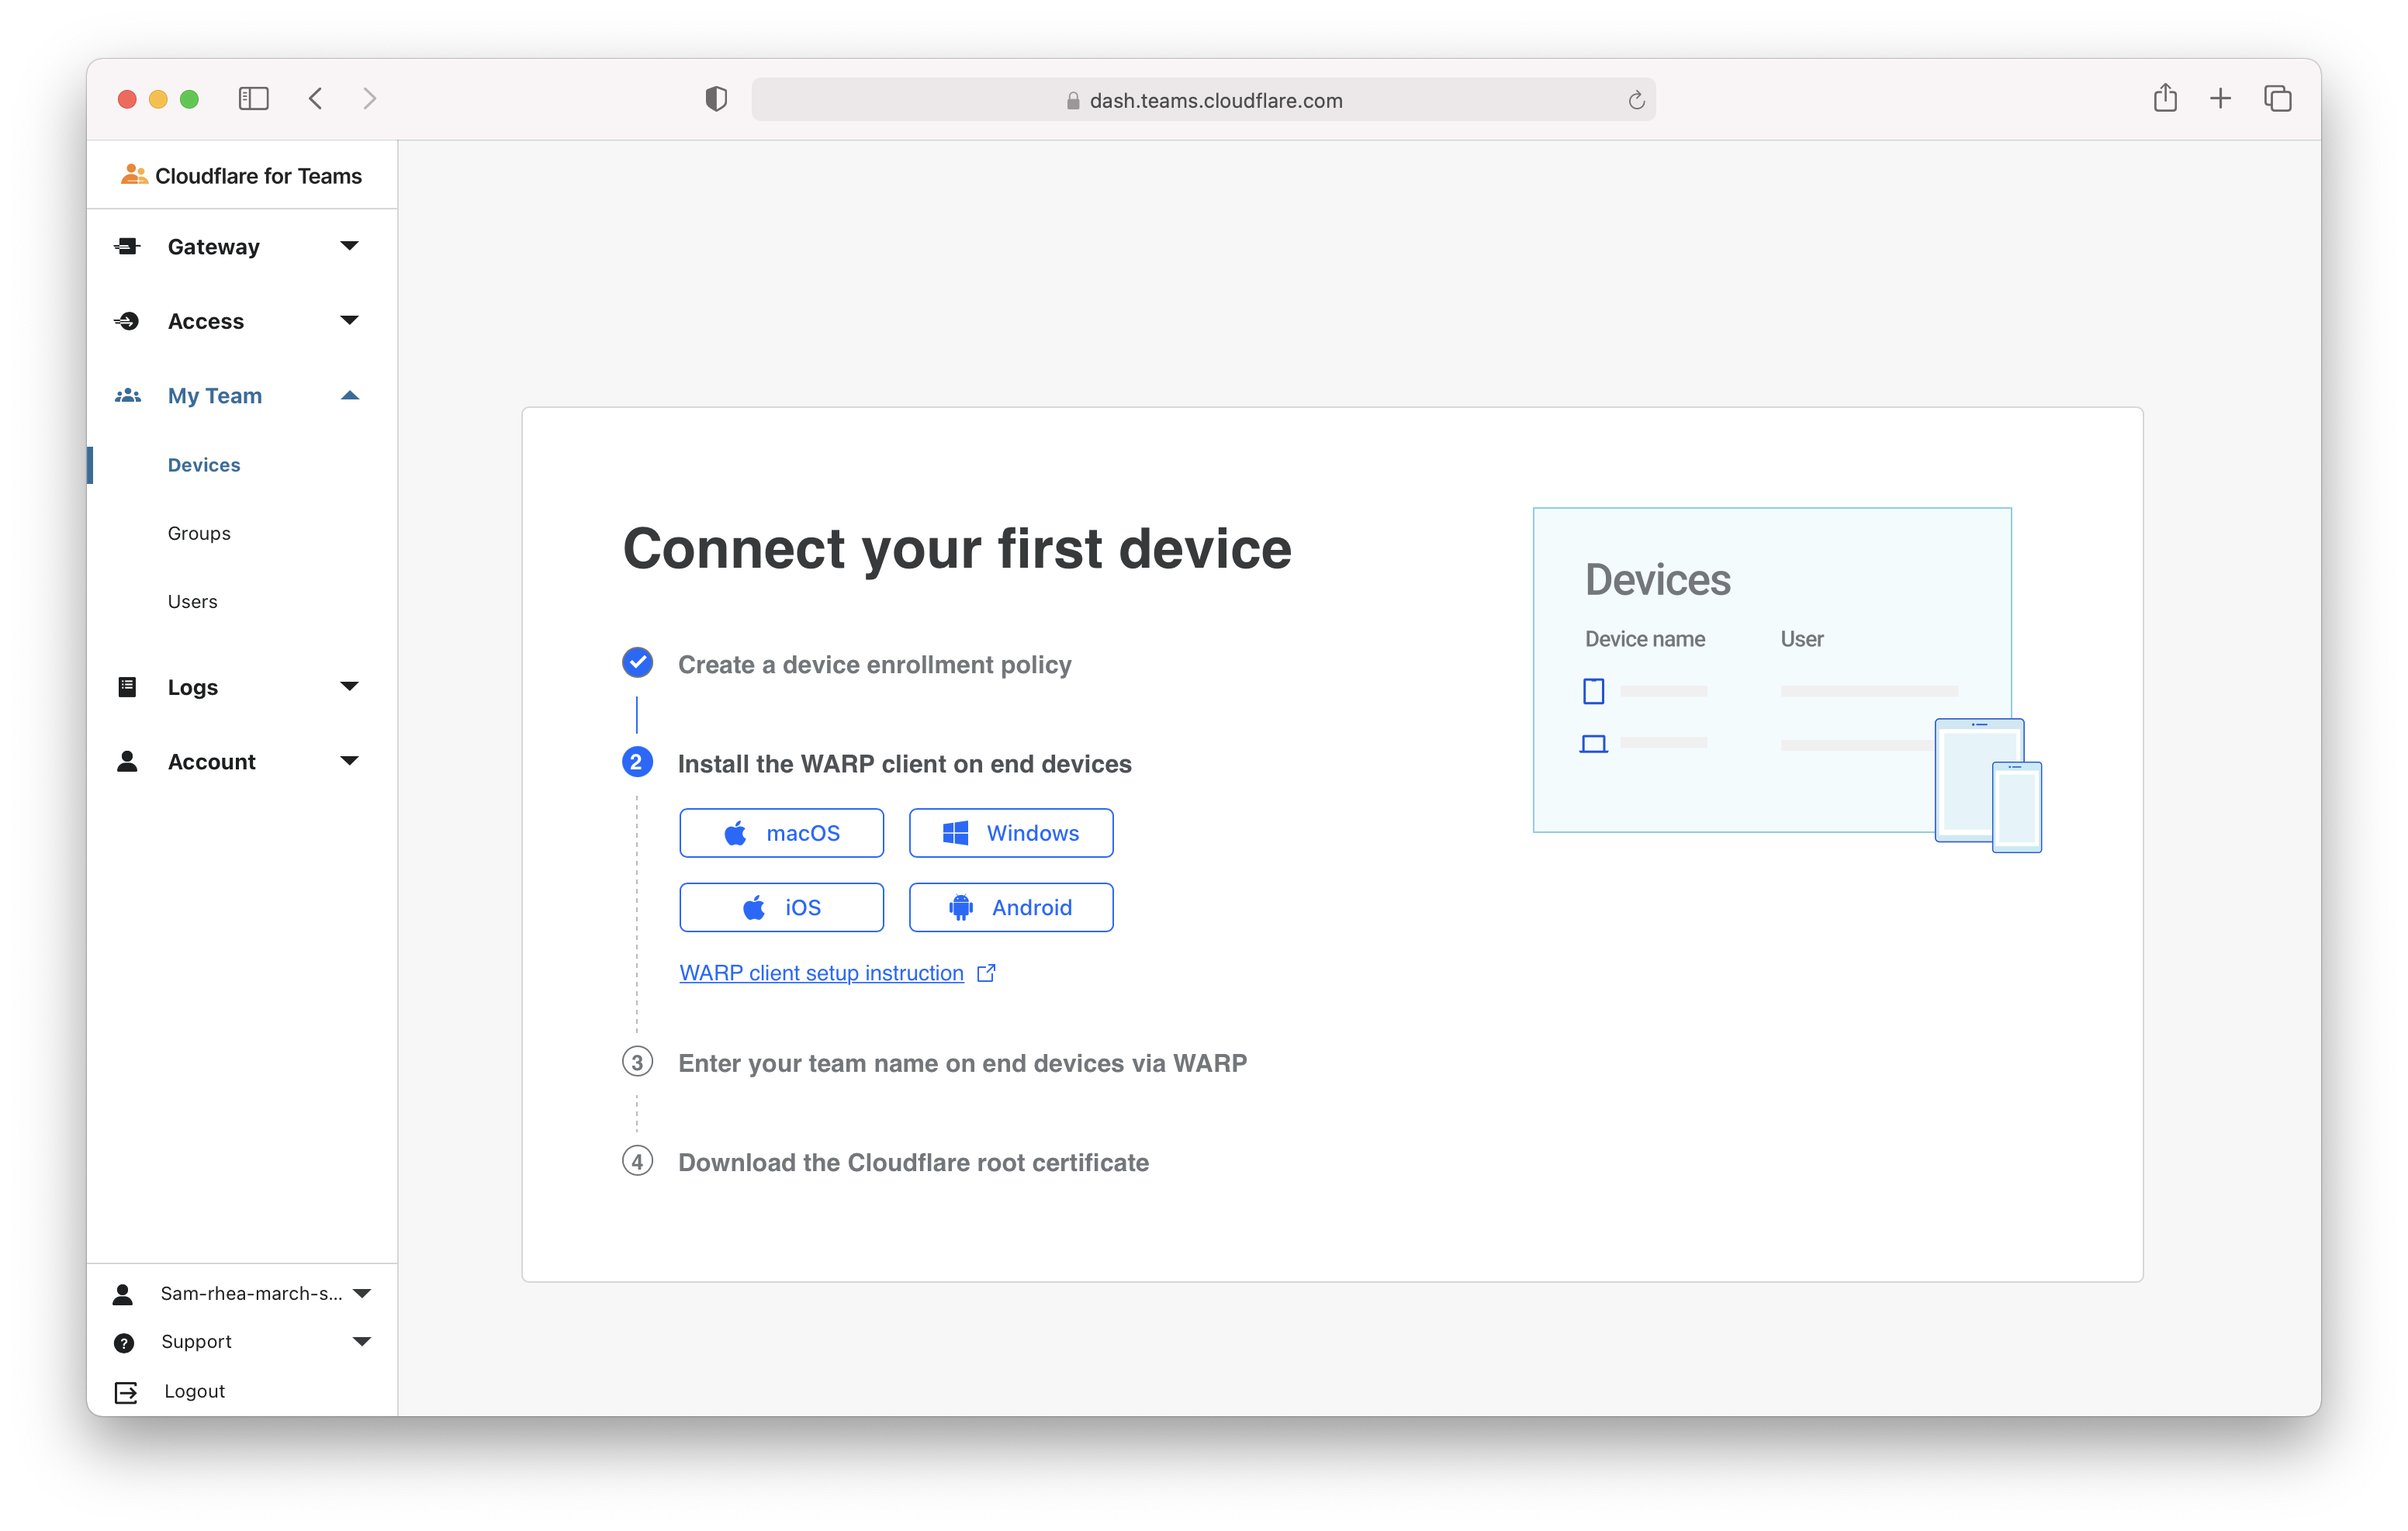 dash.teams.cloudflare.com
Cloudflare for Teams
Gateway
Access
My Team
Devices
Groups
Users
Logs
Account
Sam-rhea-march-s...
? Support
Logout
Connect your first device
Create a device enrollment policy
2 Install the WARP client on end devices
macOS
Windows
iOS
Android
WARP client setup instruction
3 Enter your team name on end devices via WARP
4 Download the Cloudflare root certificate
Devices
Device name User